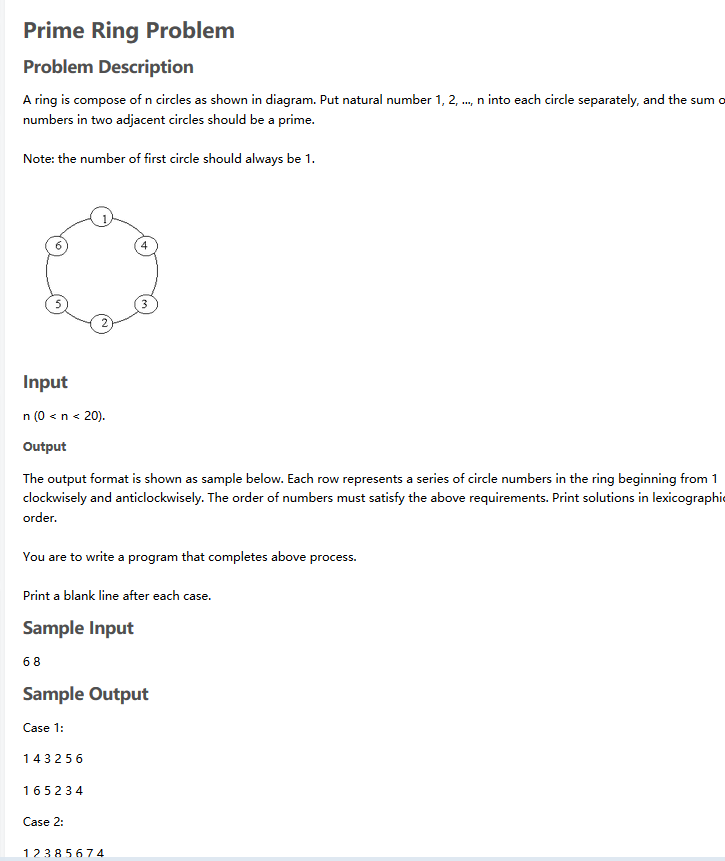 Prime Ring Problem
Problem Description
A ring is compose of n circles as shown in diagram. Put natural number 1, 2, ..., n into each circle separately, and the sum o
numbers in two adjacent circles should be a prime.
Note: the number of first circle should always be 1.
1
6
4
5
3
2
Input
n (0 < n < 20).
Output
The output format is shown as sample below. Each row represents a series of circle numbers in the ring beginning from 1
clockwisely and anticlockwisely. The order of numbers must satisfy the above requirements. Print solutions in lexicographic
order.
You are to write a program that completes above process.
Print a blank line after each case.
Sample Input
6 8
Sample Output
Case 1:
1 4 3 2 5 6
1 6 5 2 3 4
Case 2:
1 2 3 8 5 6 7 4